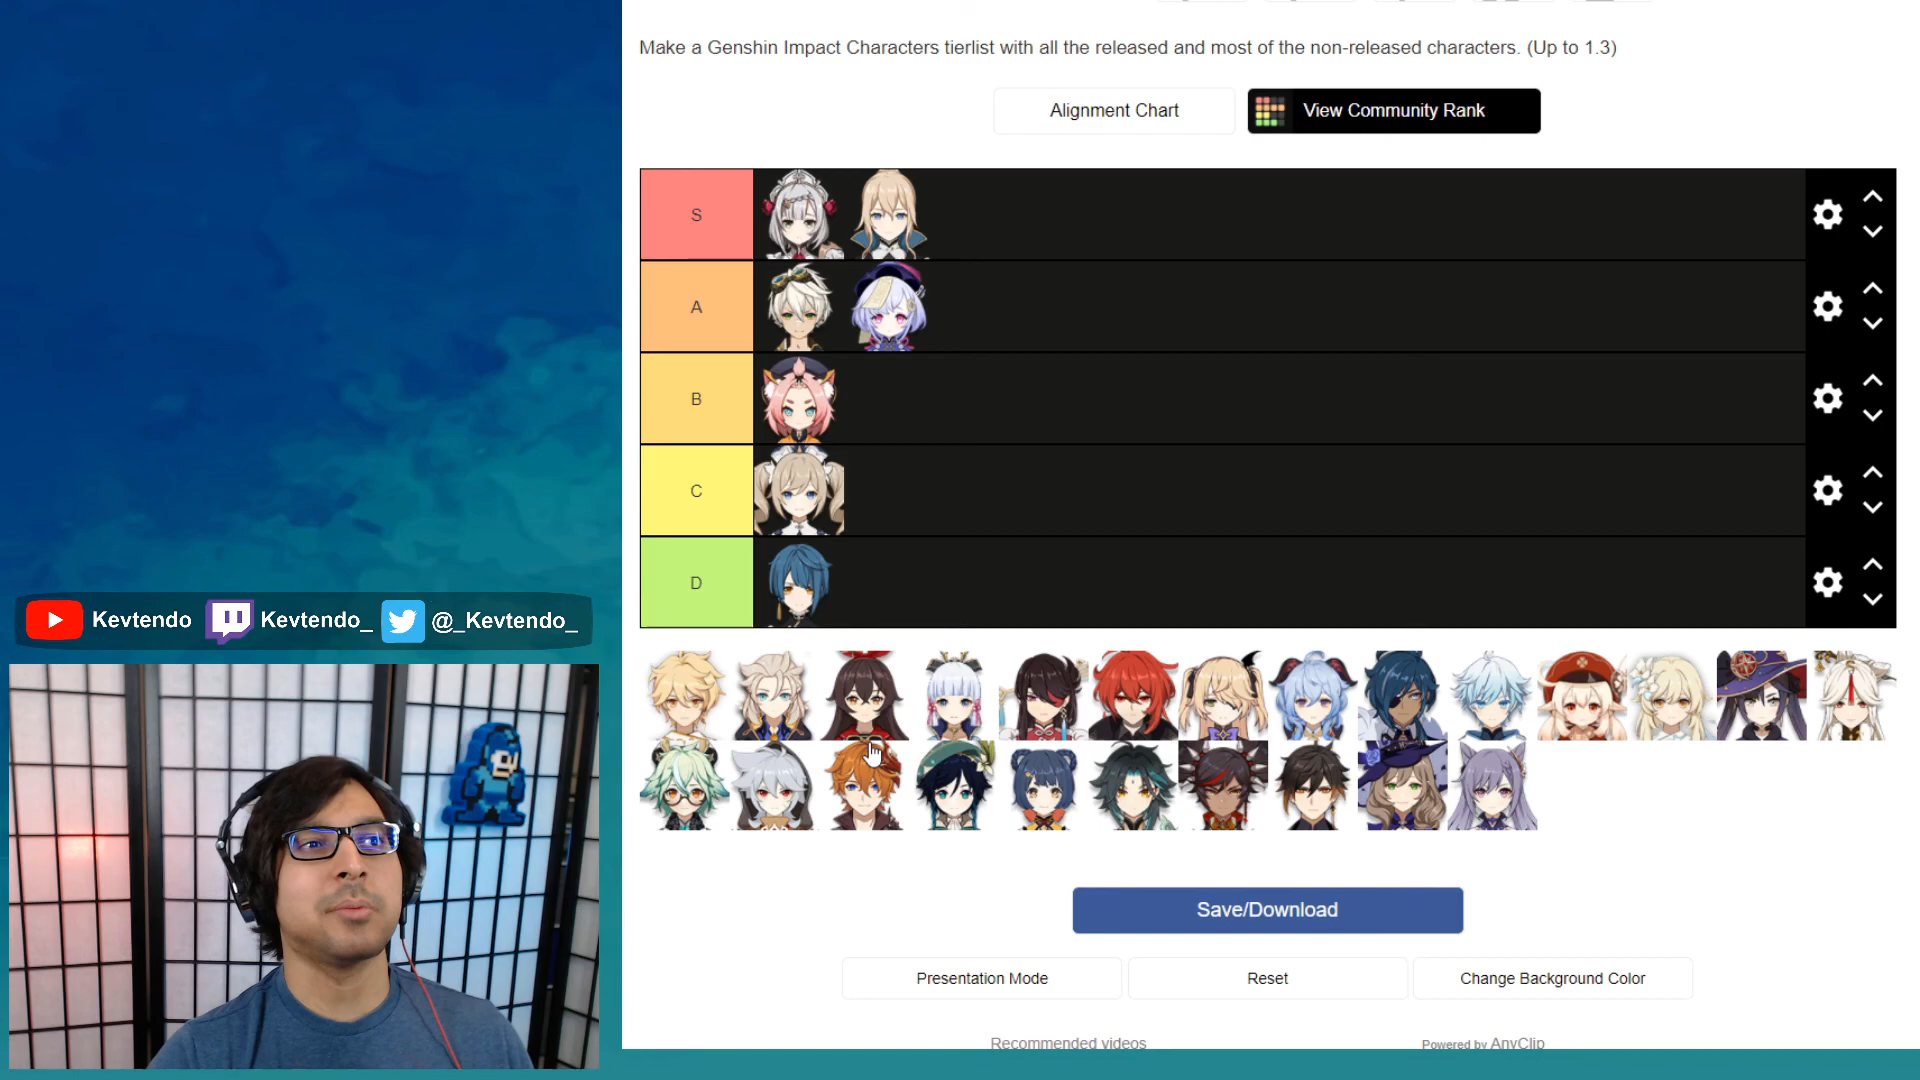 Make a Genshin Impact Characters tierlist with all the released and most of the non-released characters. (Up to 1.3)
Alignment Chart
View Community Rank
S
A
B
C
D
Kevtendo
Kevtendo_
@_Kevtendo_
Save/Download
Presentation Mode
Reset
Change Background Color
Recommended videos
Powered by AnyClip